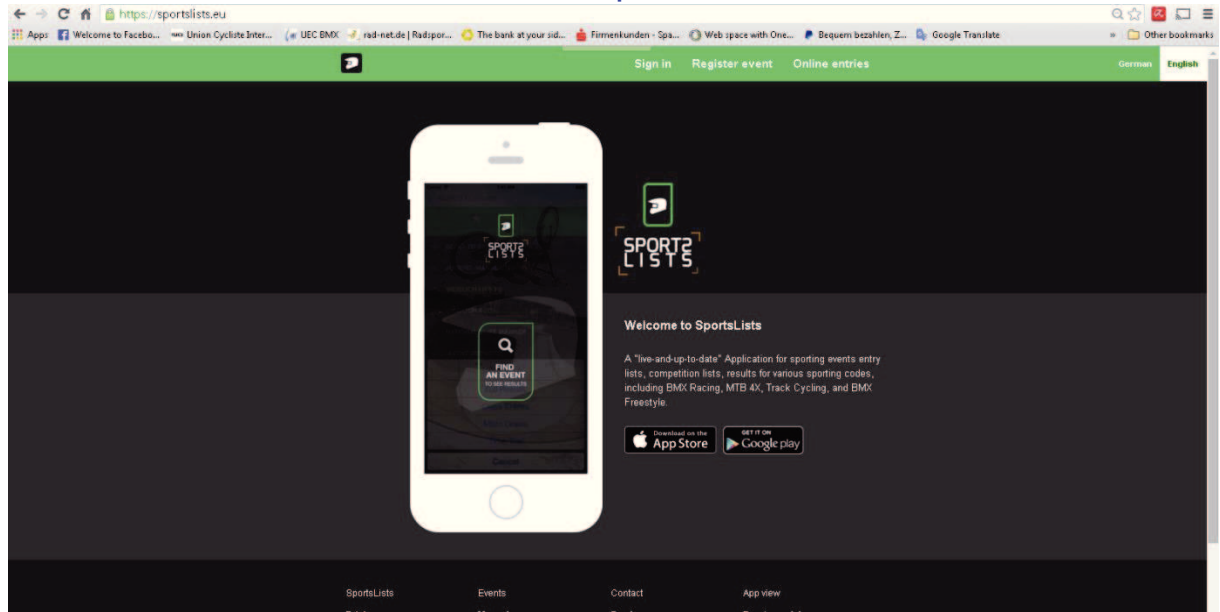 https://sportslists.eu
Apps Welcome to Facebo... Union Cycliste Inter... UEC BMX rad-net.de | Radspor... The bank at your sid... Firmenkunden - Spa... Web space with One... Bequem bezahlen, Z... Google Translate » Other bookmarks
Sign in Register event Online entries German English
SPORTS
LISTS
SPORTS
LISTS
FIND
AN EVENT
TO SEE RESULTS
Cancel
Welcome to SportsLists
A "live-and-up-to-date" Application for sporting events entry
lists, competition lists, results for various sporting codes,
including BMX Racing, MTB 4X, Track Cycling, and BMX
Freestyle.
Download on the
App Store
GET IT ON
Google play
SportsLists Events Contact App view